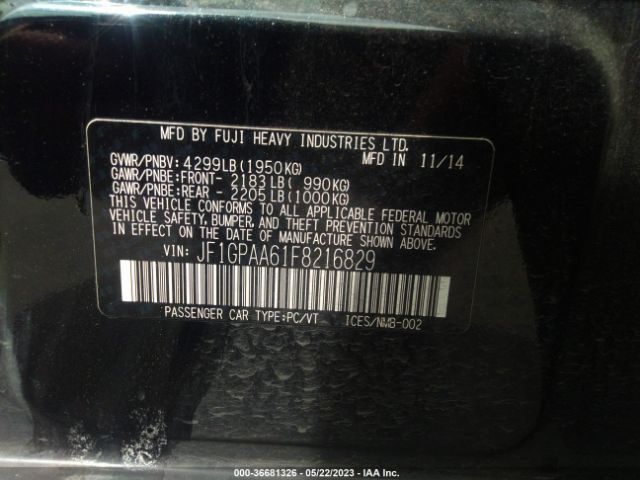 MFD BY FUJI HEAVY INDUSTRIES LTD.
GVWR/PNBV: 4299LB(1950KG) MFD IN 11/14
GAWR/PNBE:FRONT- 2183LB( 990KG)
GAWR/PNBE:REAR - 2205LB(1000KG)
THIS VEHICLE CONFORMS TO ALL APPLICABLE FEDERAL MOTOR
VEHICLE SAFETY, BUMPER, AND THEFT PREVENTION STANDARDS
IN EFFECT ON THE DATE OF MANUFACTURE SHOWN ABOVE.
VIN: JF1GPAA61F8216829
PASSENGER CAR TYPE:PC/VT ICES/NMB-002
000-36681326 - 05/22/2023 - IAA Inc.